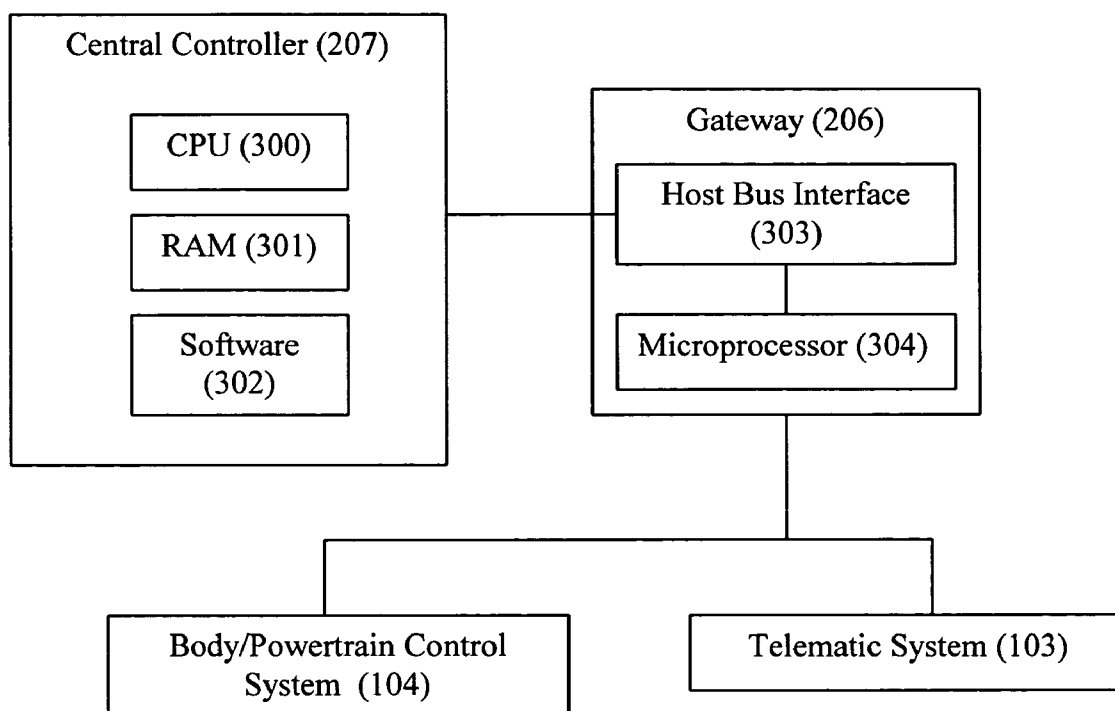 Central Controller (207)
CPU (300)
RAM (301)
Software
(302)
Gateway (206)
Host Bus Interface
(303)
Microprocessor (304)
Body/Powertrain Control
System (104)
Telematic System (103)